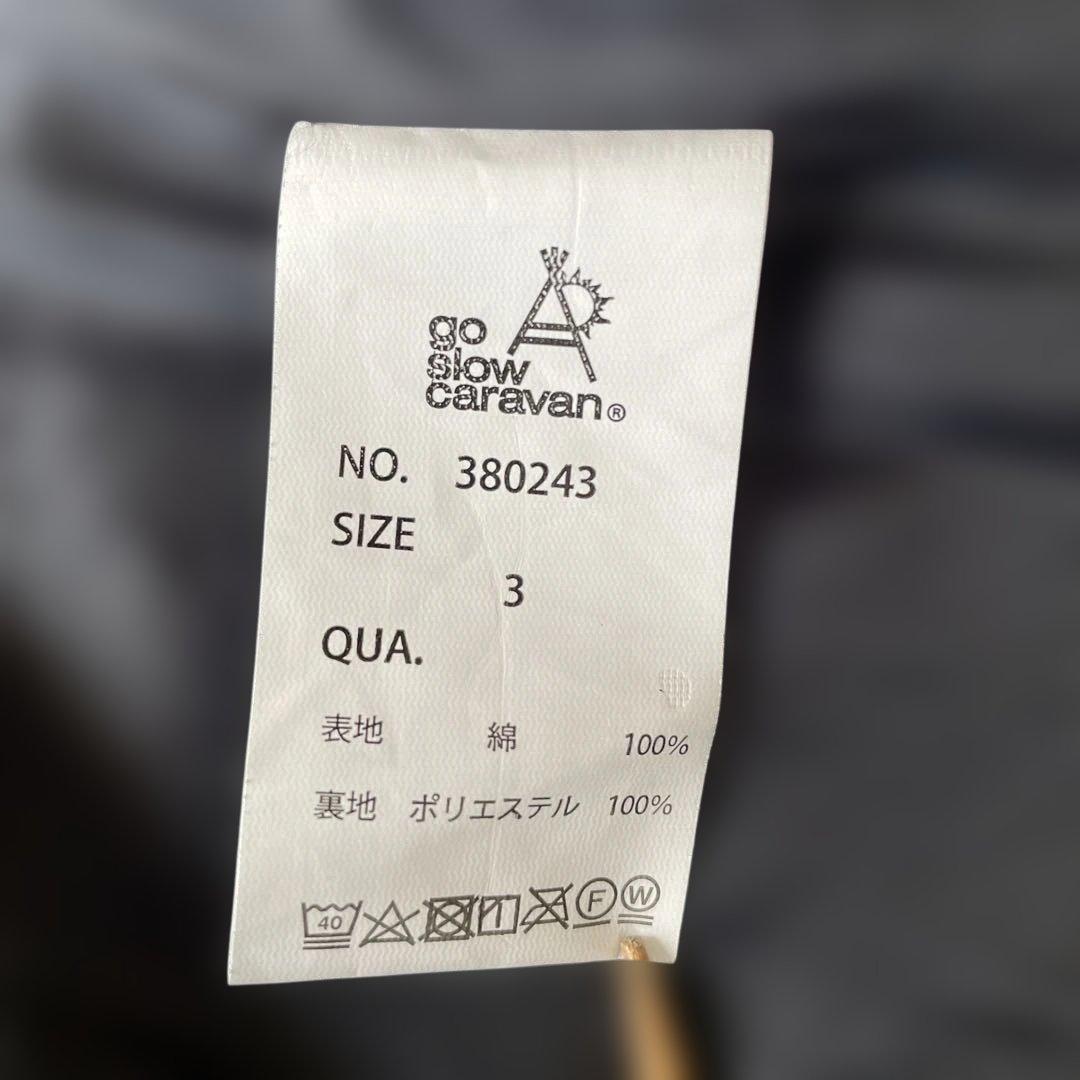 go
slow
caravan®
NO. 380243
SIZE
3
QUA.
表地 綿 100%
裏地 ポリエステル 100%
40 F W